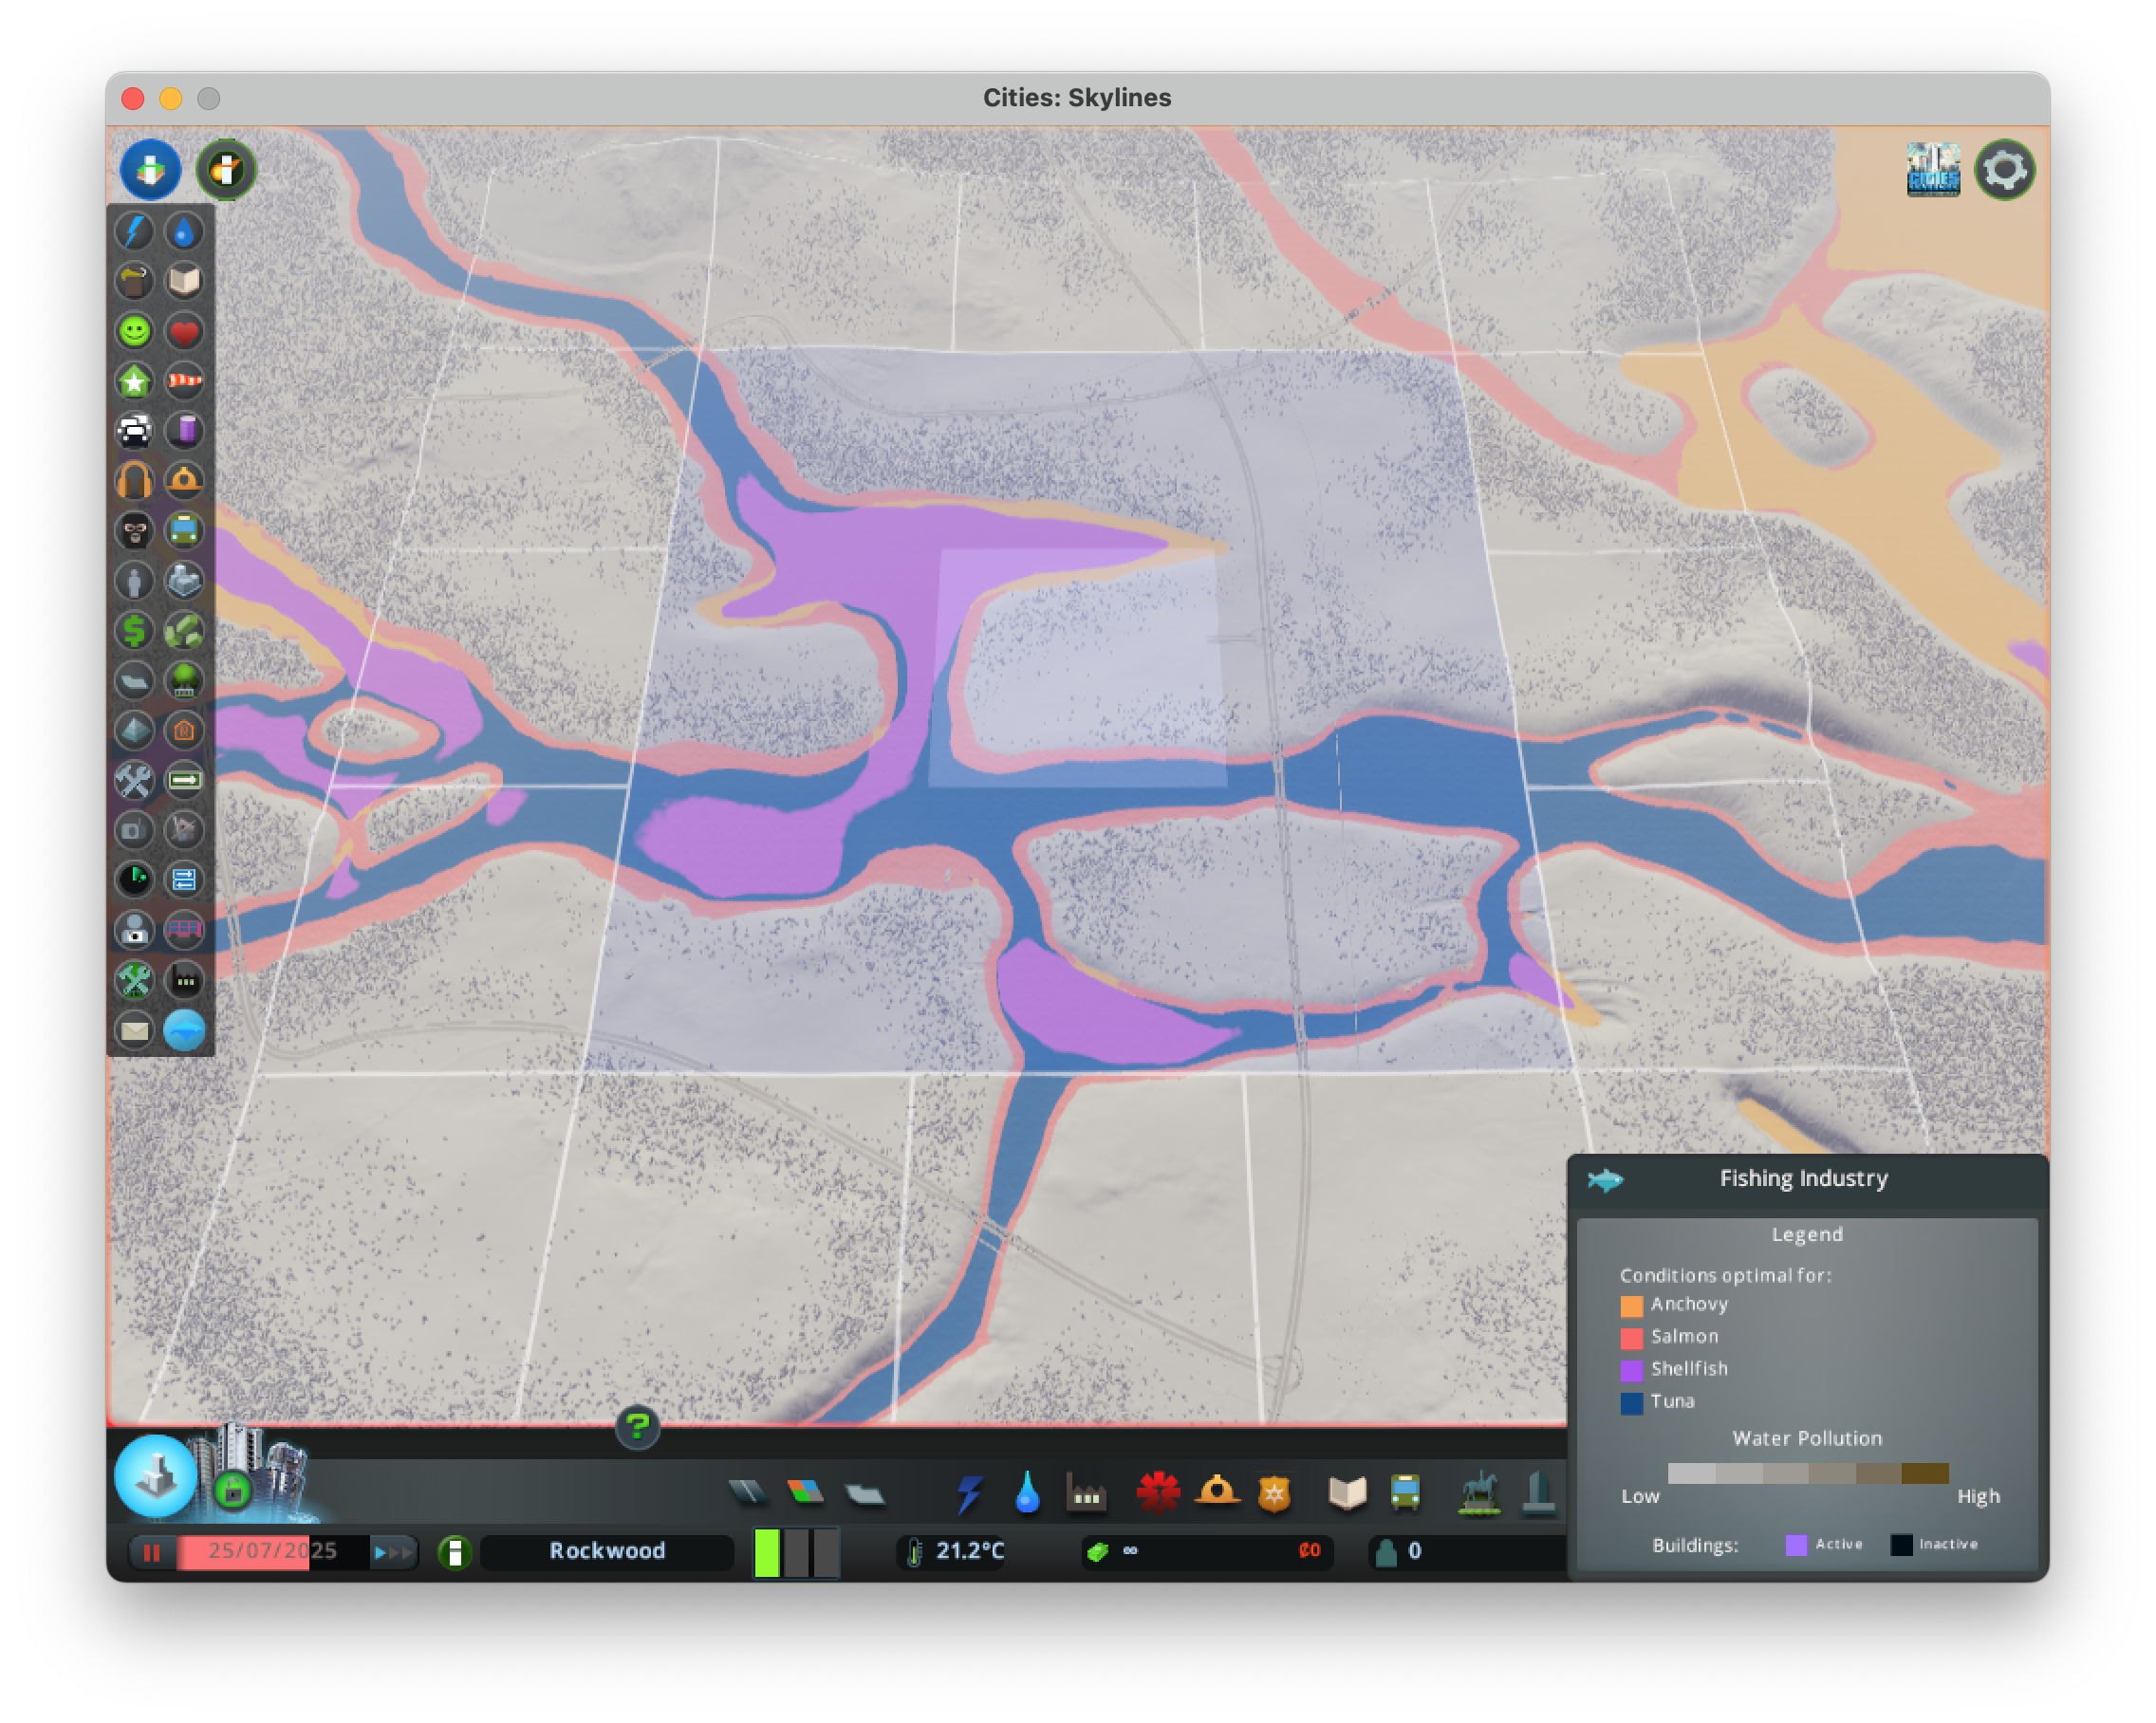 Cities: Skylines
CITIES
Fishing Industry
Legend
Conditions optimal for:
Anchovy
Salmon
Shellfish
Tuna
Water Pollution
Low
High
Buildings:
Active
Inactive
25/07/2025
Rockwood
21.2°C
∞
₡0
0